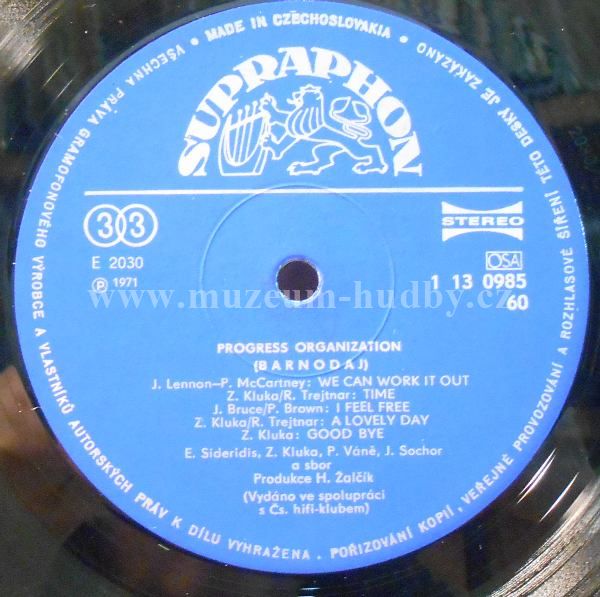 VŠECHNA PRÁVA GRAMOFONOVÉHO VÝROBCE A VLASTNÍKŮ AUTORSKÝCH PRÁV K DÍLU VYHRAŽENA . POŘIZOVÁNÍ KOPIÍ, VEŘEJNÉ PROVOZOVÁNÍ A ROZHLASOVÉ ŠÍŘENÍ TÉTO DESKY JE ZAKÁZÁNO • MADE IN CZECHOSLOVAKIA •
SUPRAPHON
33
STEREO
E 2030
OSA
Ⓟ 1971
1 13 0985
60
www.muzeum-hudby.cz
PROGRESS ORGANIZATION
(BARNODAJ)
J. Lennon—P. McCartney: WE CAN WORK IT OUT
Z. Kluka/R. Trejtnar: TIME
J. Bruce/P. Brown: I FEEL FREE
Z. Kluka/R. Trejtnar: A LOVELY DAY
Z. Kluka: GOOD BYE
E. Sideridis, Z. Kluka, P. Váně, J. Sochor
a sbor
Produkce H. Žalčík
(Vydáno ve spolupráci
s Čs. hifi-klubem)